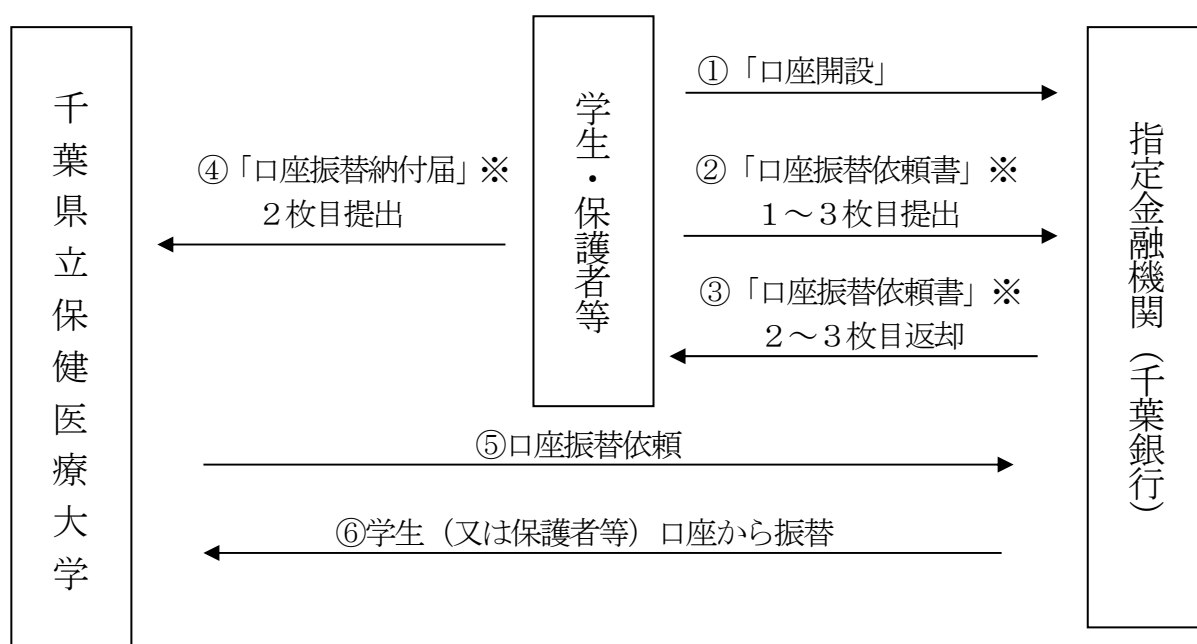 千葉県立保健医療大学
学生・保護者等
指定金融機関（千葉銀行）
①「口座開設」
②「口座振替依頼書」※
１～３枚目提出
③「口座振替依頼書」※
２～３枚目返却
④「口座振替納付届」※
２枚目提出
⑤口座振替依頼
⑥学生（又は保護者等）口座から振替